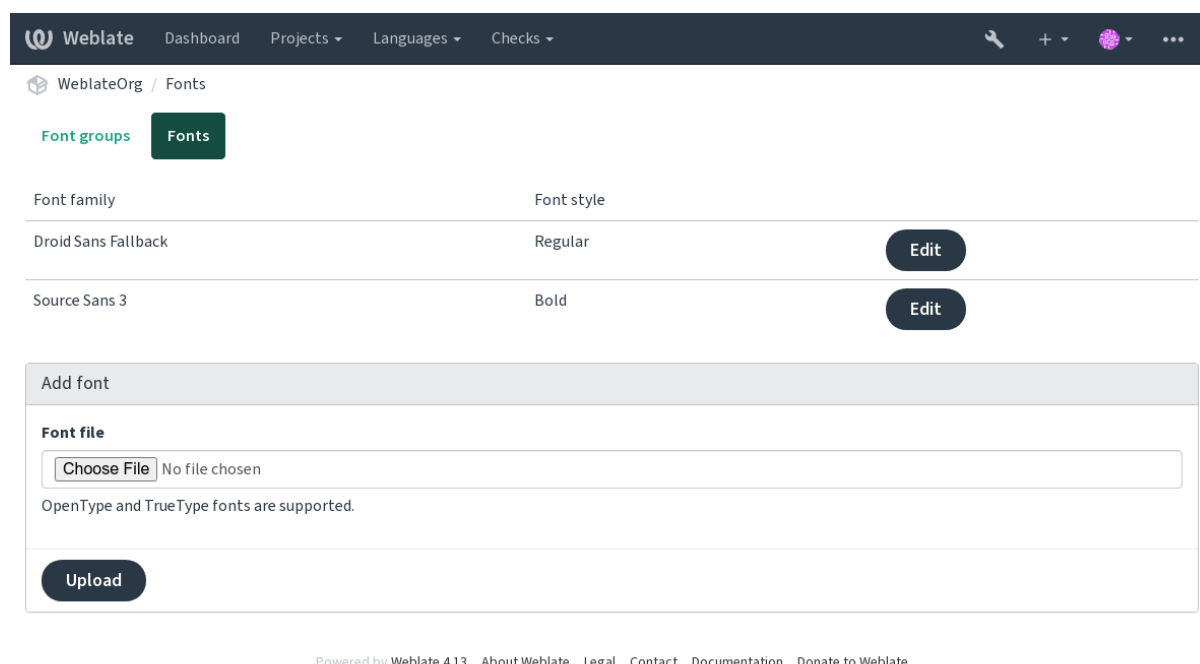 Weblate Dashboard Projects Languages Checks
WeblateOrg / Fonts
Font groups Fonts
Font family Font style
Droid Sans Fallback Regular Edit
Source Sans 3 Bold Edit
Add font
Font file
Choose File No file chosen
OpenType and TrueType fonts are supported.
Upload
Powered by Weblate 4.13 About Weblate Legal Contact Documentation Donate to Weblate